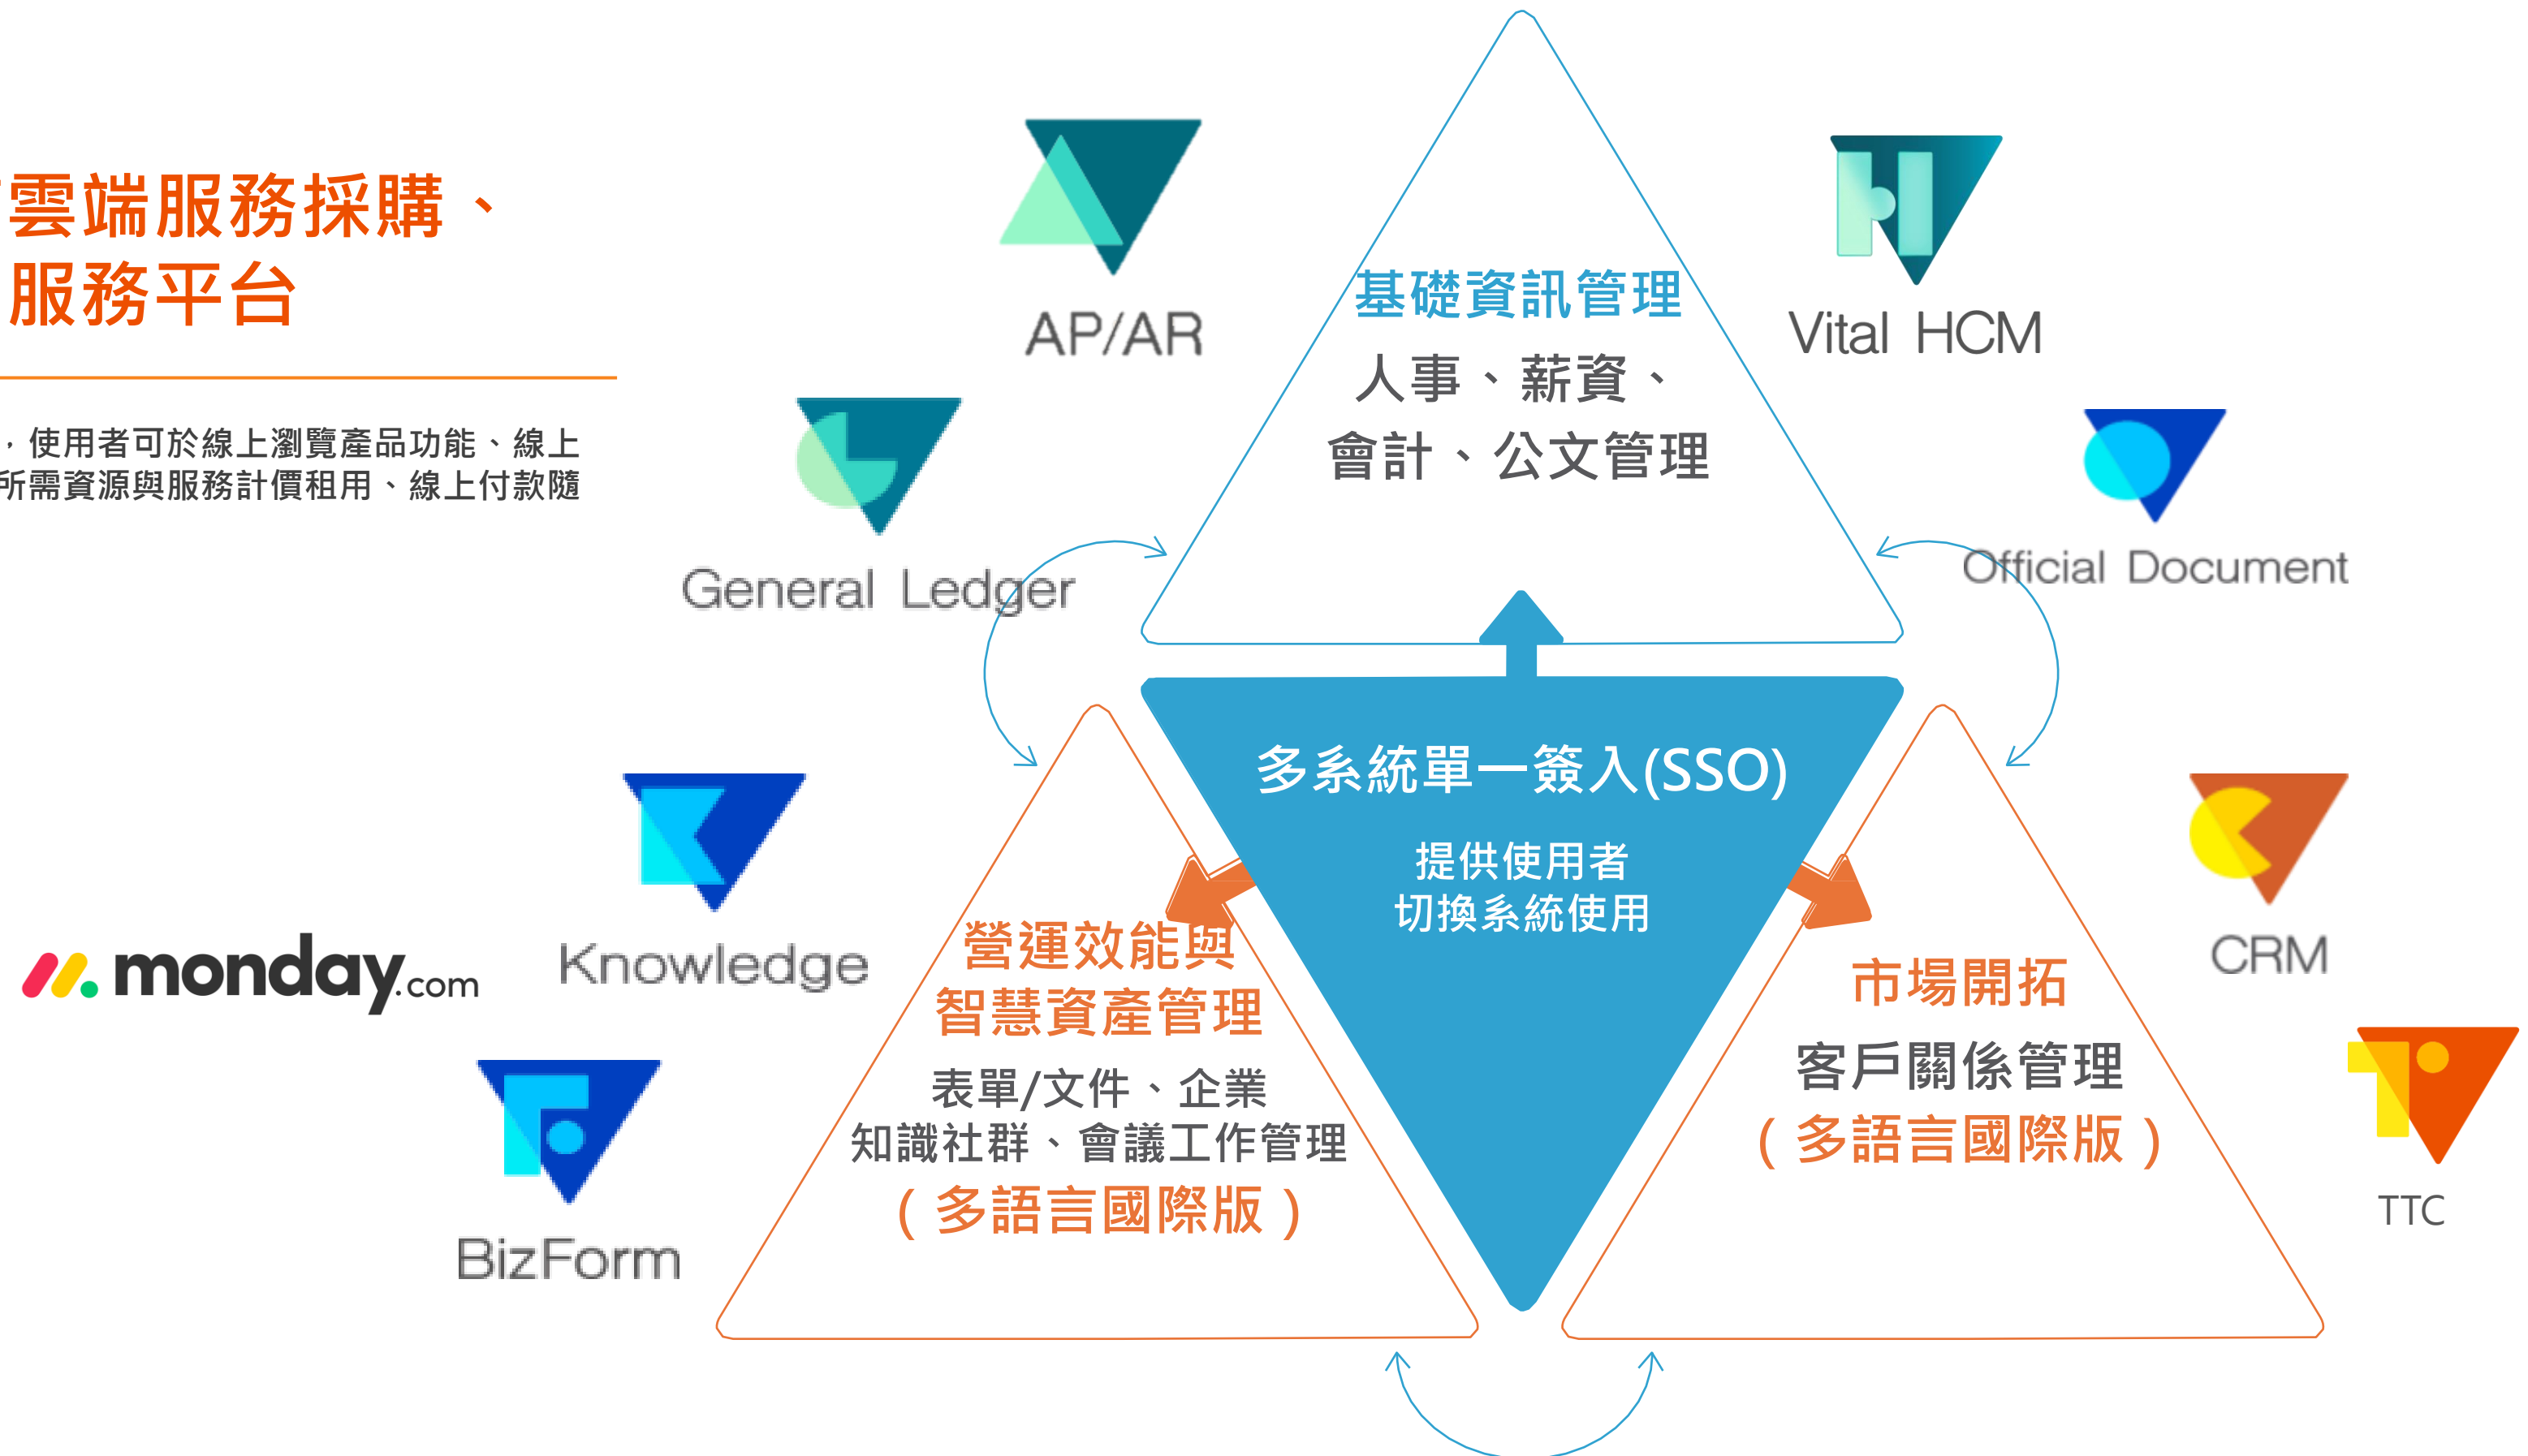 雲端服務採購、
服務平台
，使用者可於線上瀏覽產品功能、線上
所需資源與服務計價租用、線上付款隨
AP/AR
General Ledger
Vital HCM
Official Document
基礎資訊管理
人事、薪資、
會計、公文管理
多系統單一簽入(SSO)
提供使用者
切換系統使用
Knowledge
monday.com
BizForm
營運效能與
智慧資產管理
表單/文件、企業
知識社群、會議工作管理
(多語言國際版)
市場開拓
客戶關係管理
(多語言國際版)
CRM
TTC